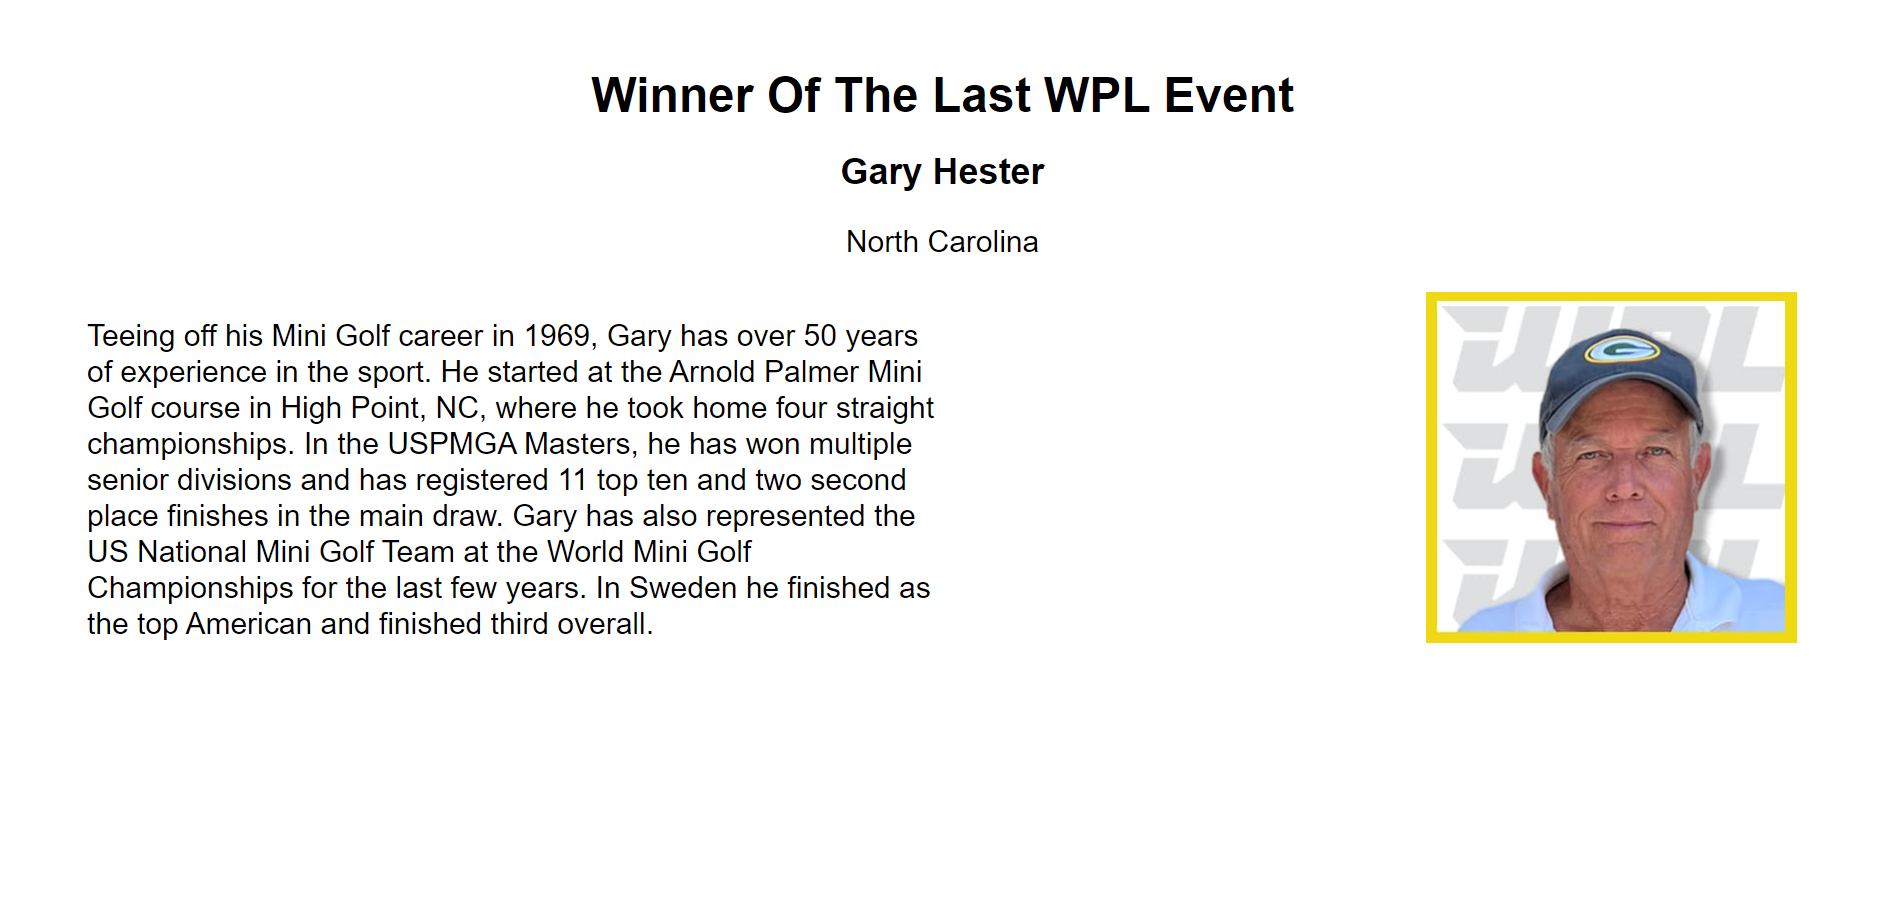 Winner Of The Last WPL Event
Gary Hester
North Carolina
Teeing off his Mini Golf career in 1969, Gary has over 50 years
of experience in the sport. He started at the Arnold Palmer Mini
Golf course in High Point, NC, where he took home four straight
championships. In the USPMGA Masters, he has won multiple
senior divisions and has registered 11 top ten and two second
place finishes in the main draw. Gary has also represented the
US National Mini Golf Team at the World Mini Golf
Championships for the last few years. In Sweden he finished as
the top American and finished third overall.
WPL
G
WPL
WPL